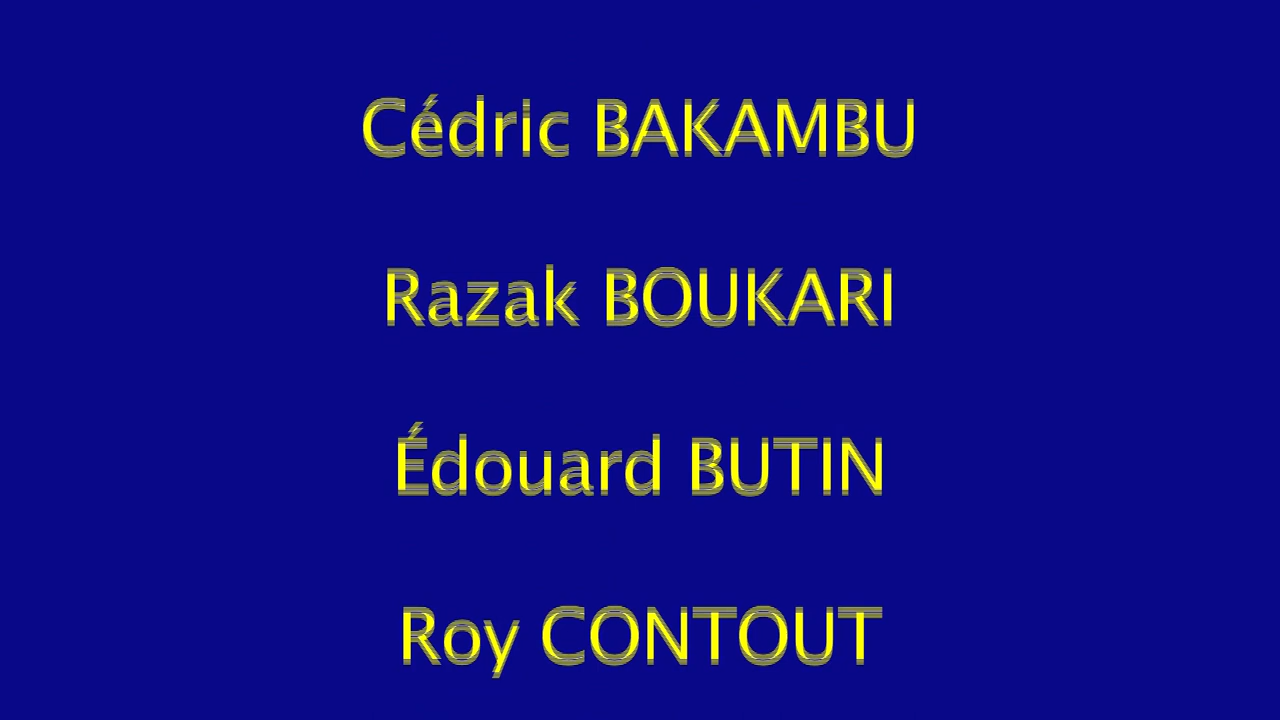 Cédric BAKAMBU
Razak BOUKARI
Édouard BUTIN
Roy CONTOUT